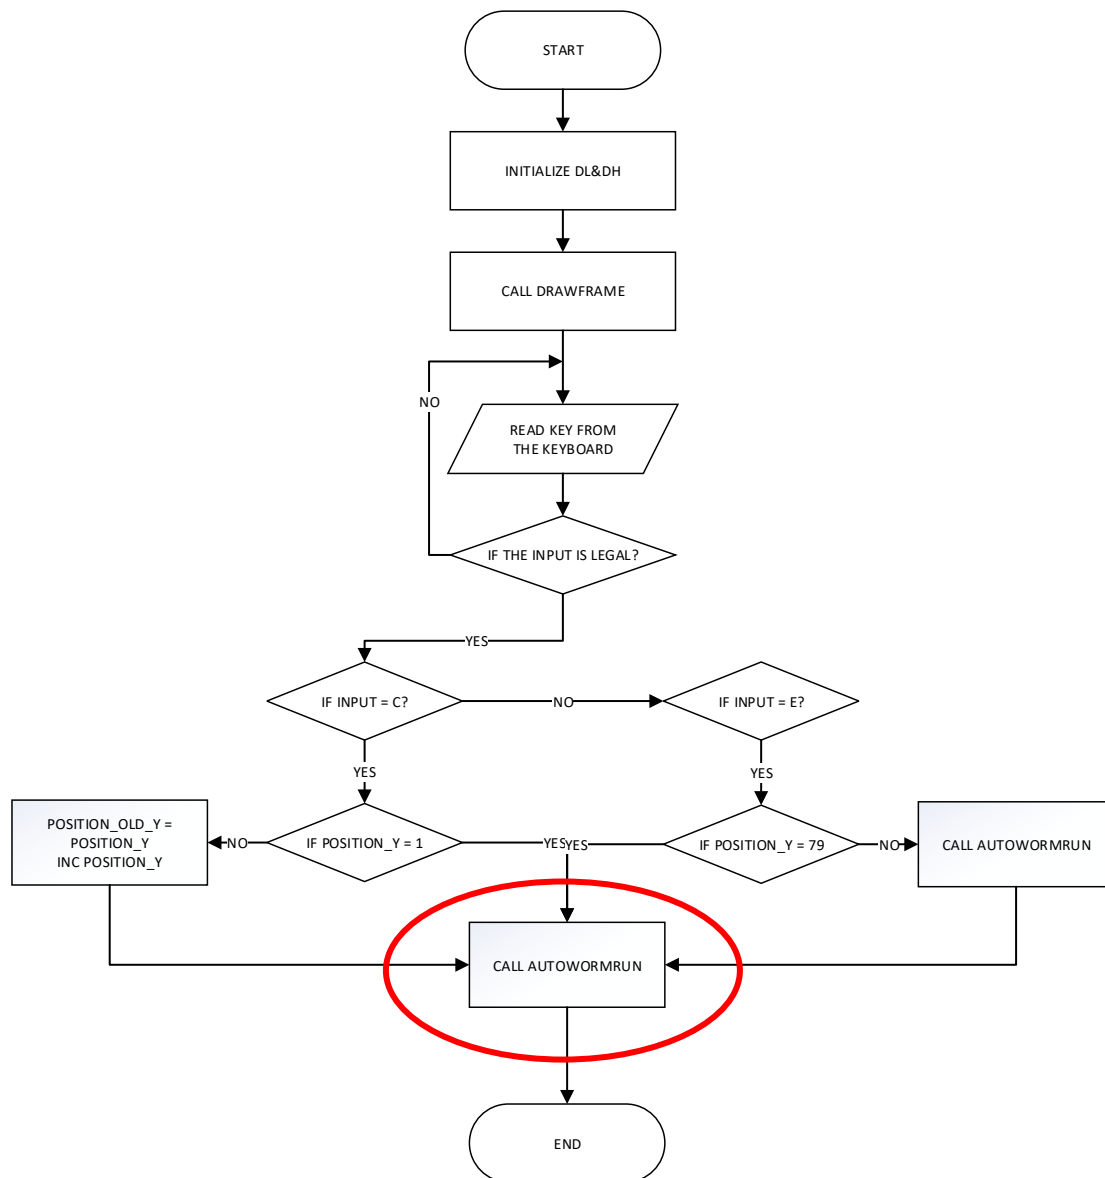 START
INITIALIZE DL&DH
CALL DRAWFRAME
NO
READ KEY FROM
THE KEYBOARD
IF THE INPUT IS LEGAL?
YES
IF INPUT = C?
NO
IF INPUT = E?
YES
YES
POSITION_OLD_Y =
POSITION_Y
INC POSITION_Y
NO
IF POSITION_Y = 1
YES
YES
IF POSITION_Y = 79
NO
CALL AUTOWORMRUN
CALL AUTOWORMRUN
END